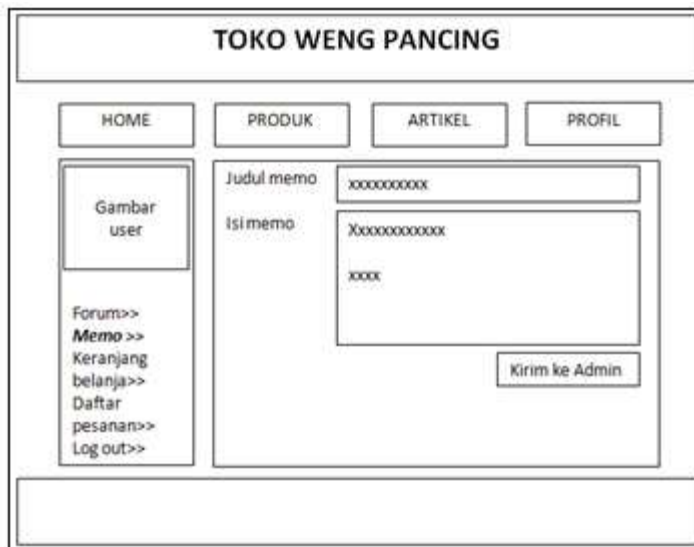 TOKO WENG PANCING
HOME
PRODUK
ARTIKEL
PROFIL
Gambar
user
Forum>>
Memo >>
Keranjang
belanja>>
Daftar
pesanan>>
Log out>>
Judul memo
xxxxxxxxxx
Isi memo
Xxxxxxxxxxxx
xxxx
Kirim ke Admin